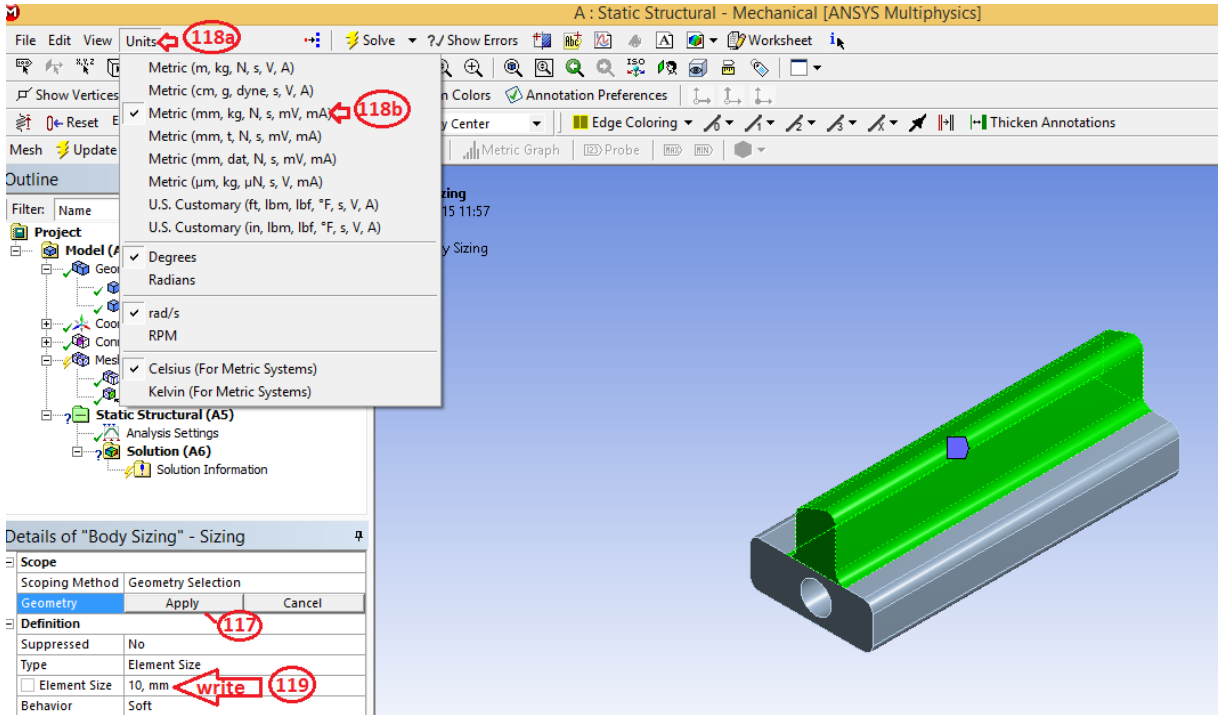 A : Static Structural - Mechanical [ANSYS Multiphysics]
File Edit View Units 118a Solve ?/ Show Errors Worksheet
Metric (m, kg, N, s, V, A)
Metric (cm, g, dyne, s, V, A)
Show Vertices Colors Annotation Preferences
Metric (mm, kg, N, s, mV, mA) 118b
Reset Center Edge Coloring Thicken Annotations
Metric (mm, t, N, s, mV, mA)
Mesh Update Metric Graph Probe MAX MIN
Metric (mm, dat, N, s, mV, mA)
Outline
Metric (µm, kg, µN, s, V, mA)
U.S. Customary (ft, lbm, lbf, °F, s, V, A)
Filter: Name 11:57
U.S. Customary (in, lbm, lbf, °F, s, V, A)
Project
Model Sizing
Degrees
Radians
rad/s
RPM
Celsius (For Metric Systems)
Kelvin (For Metric Systems)
Static Structural (A5)
Analysis Settings
Solution (A6)
Solution Information
Details of "Body Sizing" - Sizing
Scope
Scoping Method Geometry Selection
Geometry Apply Cancel
117
Definition
Suppressed No
Type Element Size
Element Size 10, mm write 119
Behavior Soft